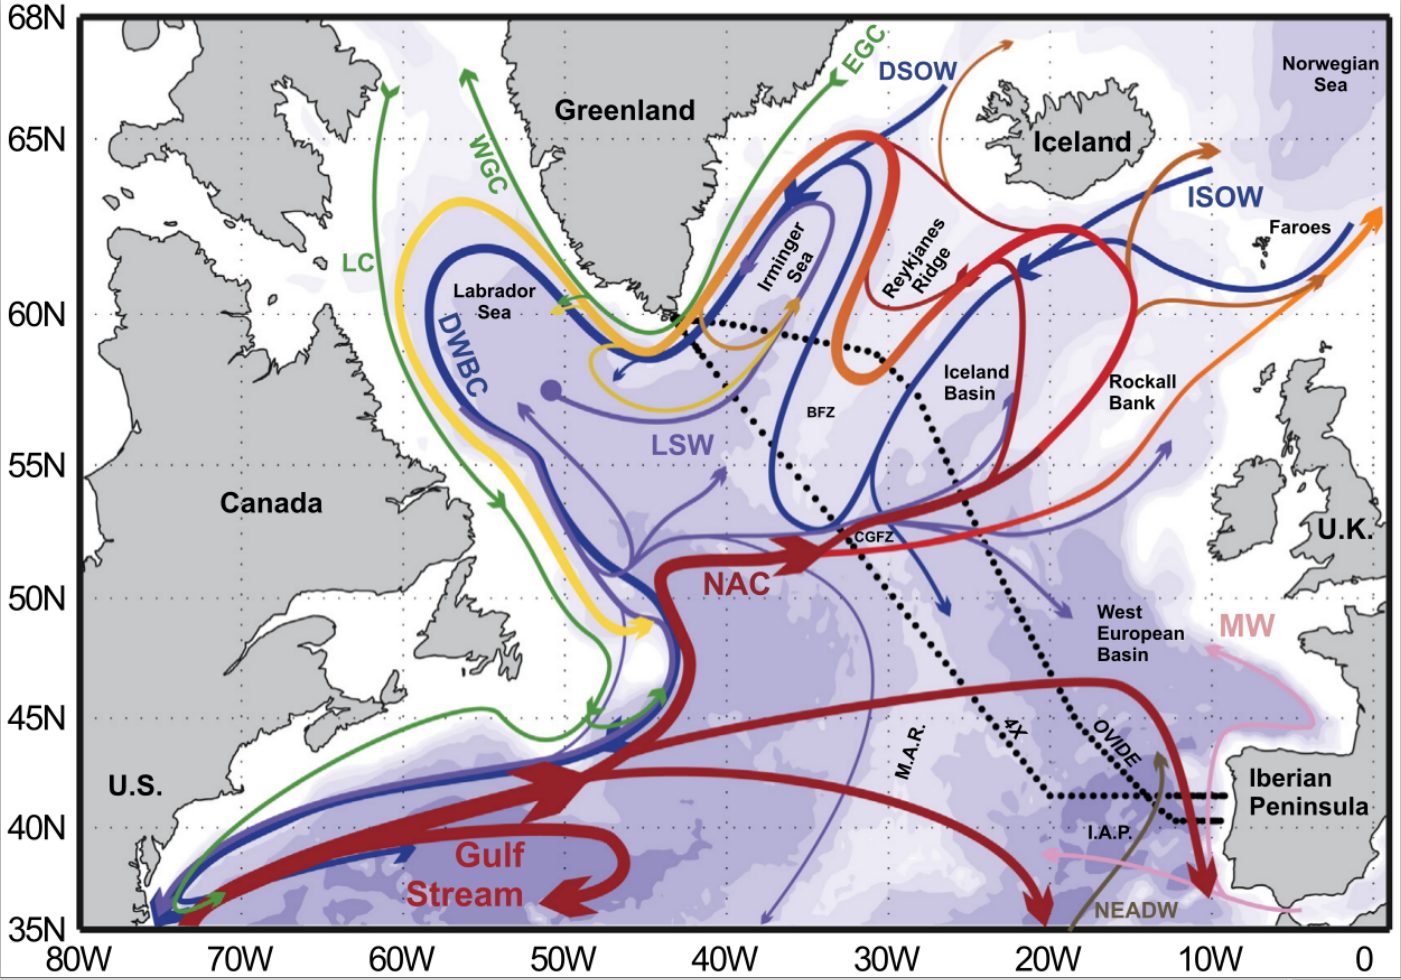 68N
65N
60N
55N
50N
45N
40N
35N
80W
70W
60W
50W
40W
30W
20W
10W
0
Greenland
EGC
DSOW
Norwegian
Sea
Iceland
WGC
ISOW
Faroes
LC
Irminger
Sea
Reykjanes
Ridge
Labrador
Sea
DWBC
Iceland
Basin
Rockall
Bank
BFZ
LSW
Canada
CGFZ
U.K.
NAC
West
European
Basin
MW
4X
OVIDE
M.A.R.
U.S.
Iberian
Peninsula
I.A.P.
Gulf
Stream
NEADW